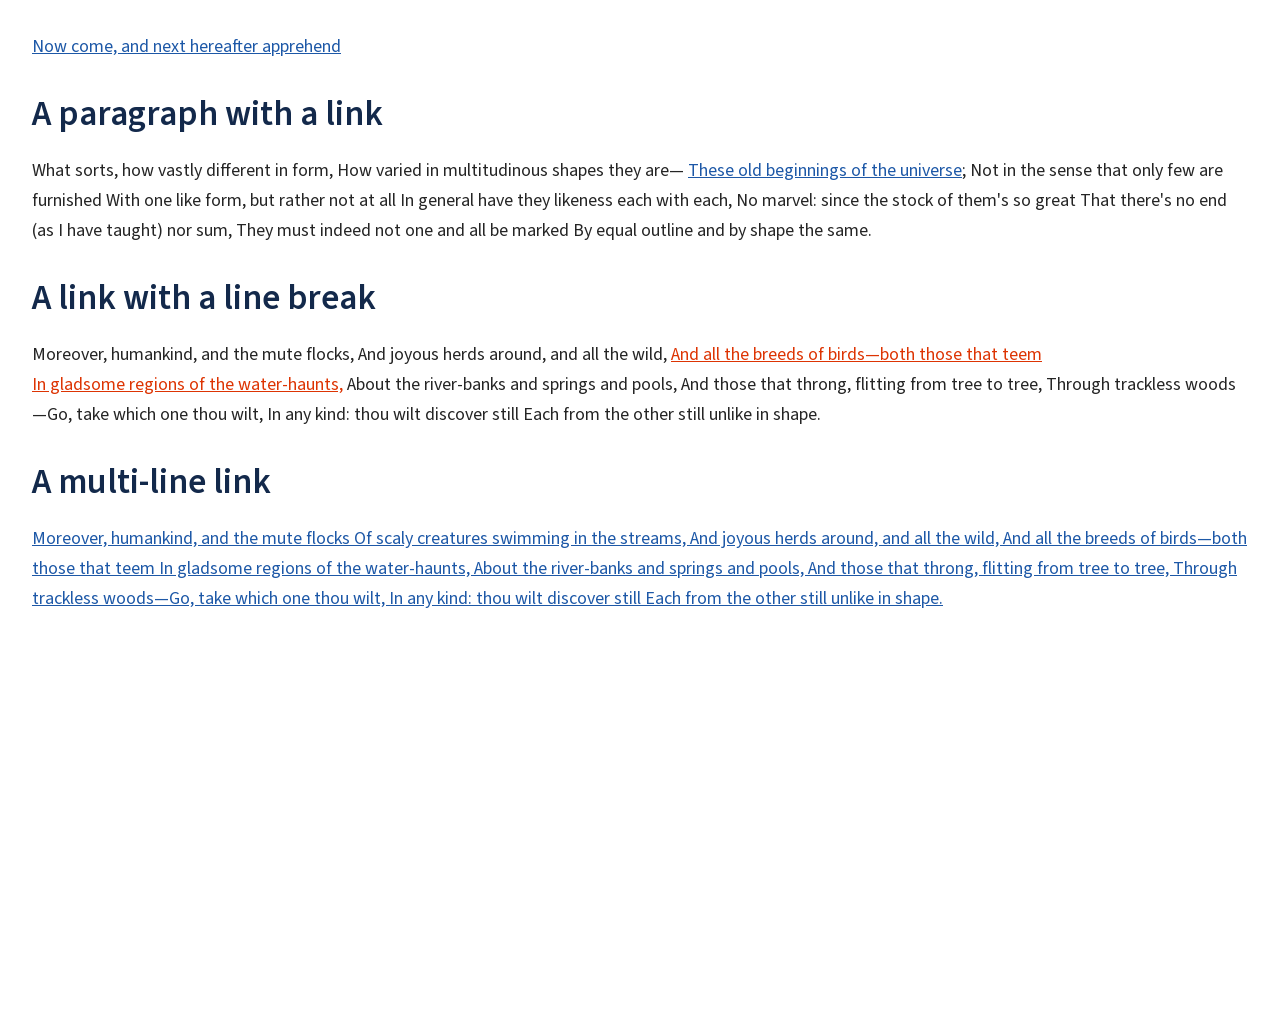 Now come, and next hereafter apprehend
A paragraph with a link
What sorts, how vastly different in form, How varied in multitudinous shapes they are— These old beginnings of the universe; Not in the sense that only few are
furnished With one like form, but rather not at all In general have they likeness each with each, No marvel: since the stock of them's so great That there's no end
(as I have taught) nor sum, They must indeed not one and all be marked By equal outline and by shape the same.
A link with a line break
Moreover, humankind, and the mute flocks, And joyous herds around, and all the wild, And all the breeds of birds—both those that teem
In gladsome regions of the water-haunts, About the river-banks and springs and pools, And those that throng, flitting from tree to tree, Through trackless woods
—Go, take which one thou wilt, In any kind: thou wilt discover still Each from the other still unlike in shape.
A multi-line link
Moreover, humankind, and the mute flocks Of scaly creatures swimming in the streams, And joyous herds around, and all the wild, And all the breeds of birds—both
those that teem In gladsome regions of the water-haunts, About the river-banks and springs and pools, And those that throng, flitting from tree to tree, Through
trackless woods—Go, take which one thou wilt, In any kind: thou wilt discover still Each from the other still unlike in shape.